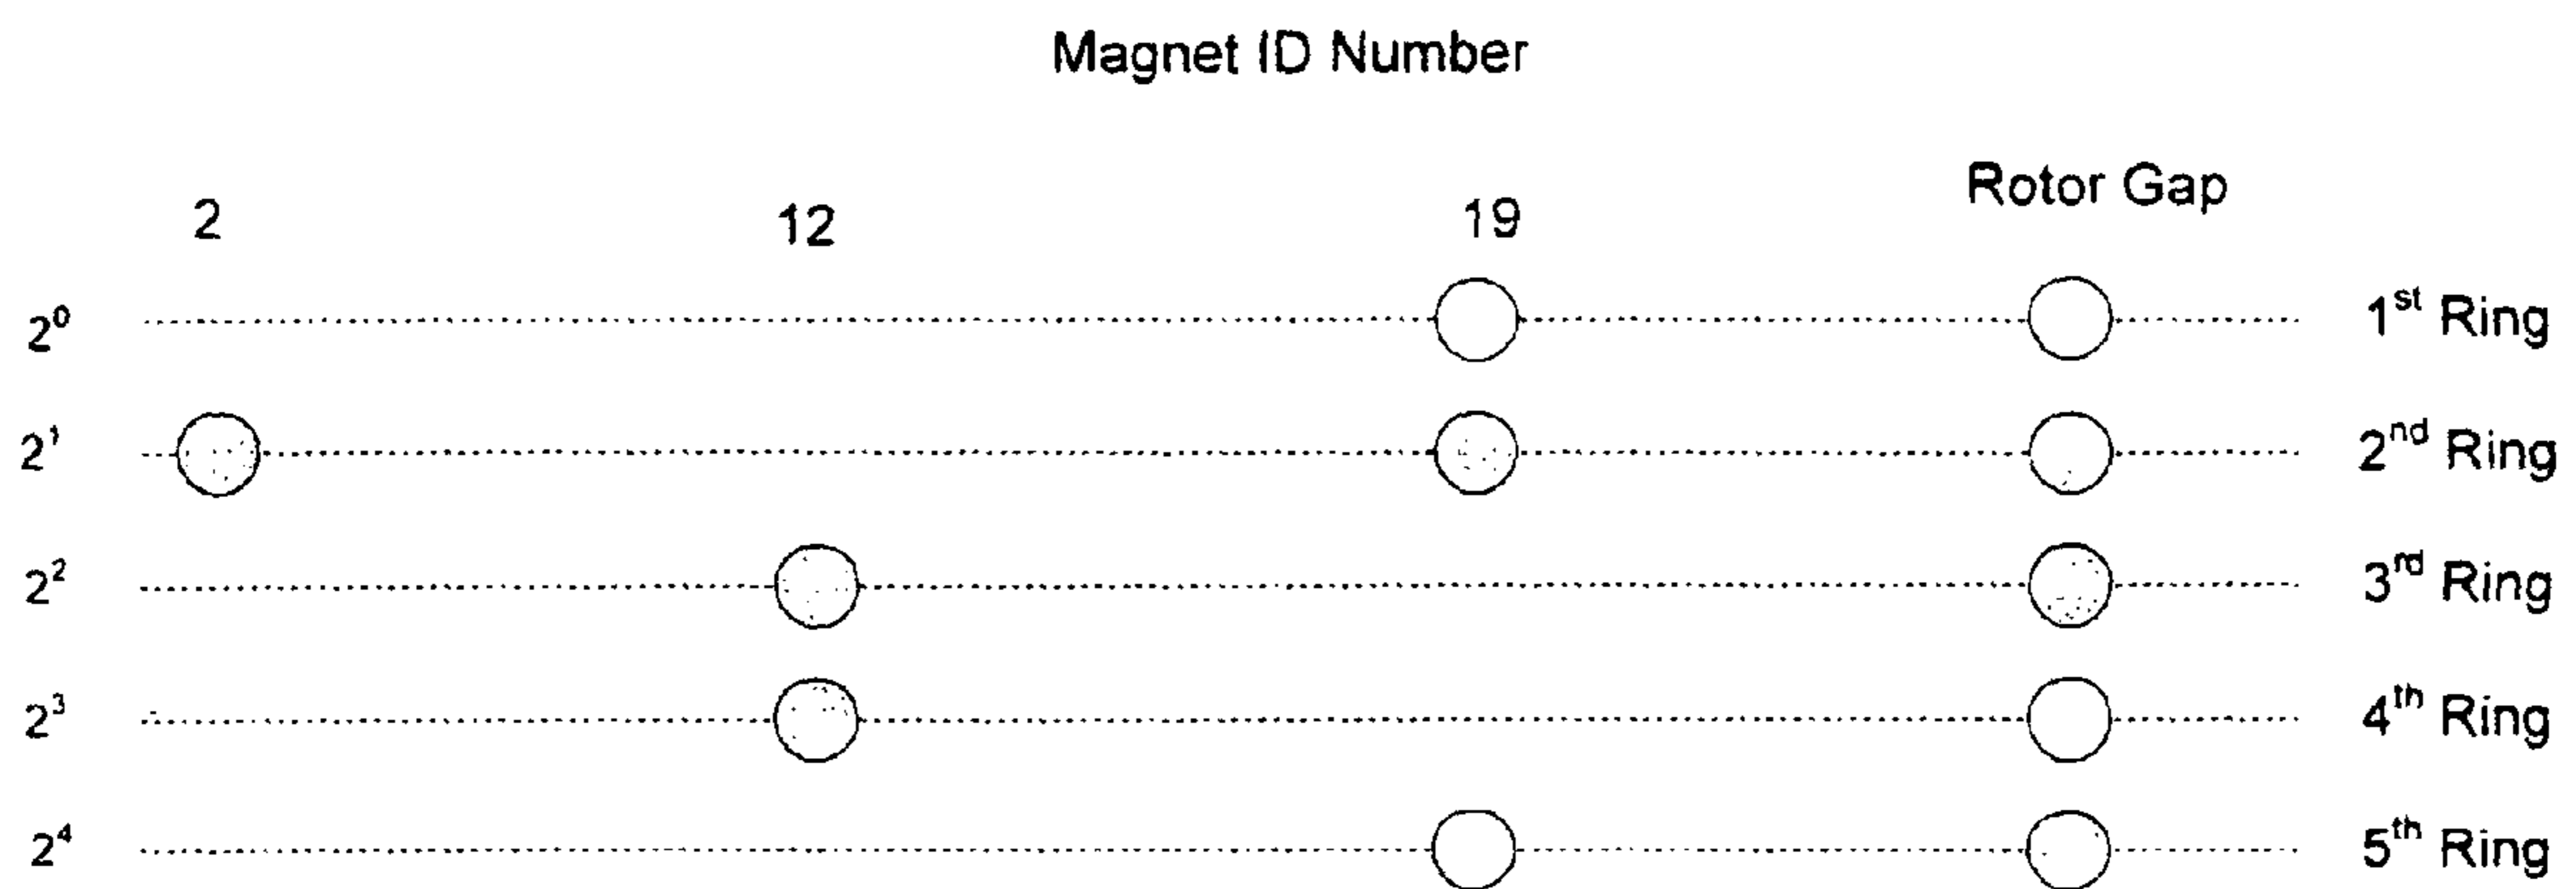 Magnet ID Number
2 12 19 Rotor Gap
2⁰ 1ˢᵗ Ring
2¹ 2ⁿᵈ Ring
2² 3ʳᵈ Ring
2³ 4ᵗʰ Ring
2⁴ 5ᵗʰ Ring